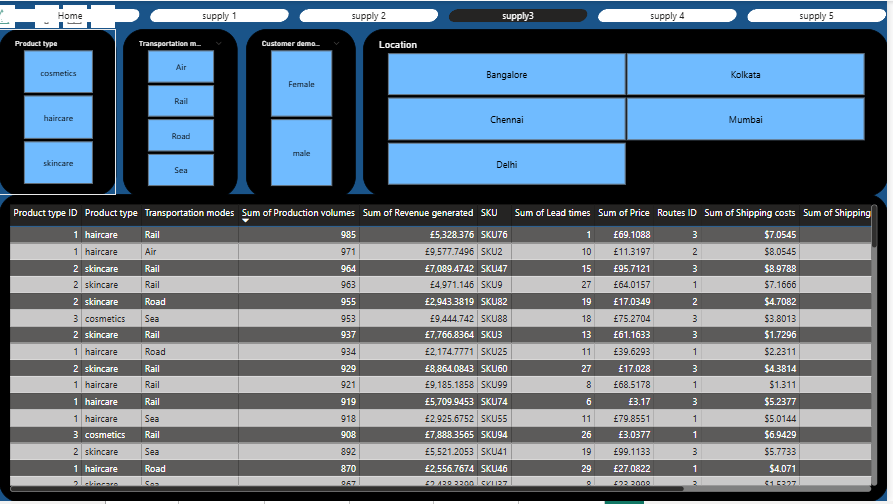 Home supply 1 supply 2 supply3 supply 4 supply 5
Product type Transportation m... Customer demo... Location
cosmetics
haircare
skincare
Air
Rail
Road
Sea
Female
male
Bangalore Kolkata
Chennai Mumbai
Delhi
Product type ID Product type Transportation modes Sum of Production volumes Sum of Revenue generated SKU Sum of Lead times Sum of Price Routes ID Sum of Shipping costs Sum of Shipping
1 haircare Rail 985 £5,328.376 SKU76 1 £69.1088 3 $7.0545
1 haircare Air 971 £9,577.7496 SKU2 10 £11.3197 2 $8.0545
2 skincare Rail 964 £7,089.4742 SKU47 15 £95.7121 3 $8.9788
2 skincare Rail 963 £4,971.146 SKU9 27 £64.0157 1 $7.1666
2 skincare Road 955 £2,943.3819 SKU82 19 £17.0349 2 $4.7082
3 cosmetics Sea 953 £9,444.742 SKU88 18 £75.2704 3 $3.8013
2 skincare Rail 937 £7,766.8364 SKU3 13 £61.1633 3 $1.7296
1 haircare Road 934 £2,174.7771 SKU25 11 £39.6293 1 $2.2311
2 skincare Rail 929 £8,864.0843 SKU60 27 £17.028 3 $4.3814
1 haircare Rail 921 £9,185.1858 SKU99 8 £68.5178 1 $1.311
1 haircare Rail 919 £5,709.9453 SKU74 6 £3.17 3 $5.2377
1 haircare Sea 918 £2,925.6752 SKU55 11 £79.8551 1 $5.0144
3 cosmetics Rail 908 £7,888.3565 SKU94 26 £3.0377 1 $6.9429
2 skincare Sea 892 £5,521.2053 SKU41 19 £99.1133 3 $5.7733
1 haircare Road 870 £2,556.7674 SKU46 29 £27.0822 1 $4.071
2 skincare Sea 867 SKU37 8 1